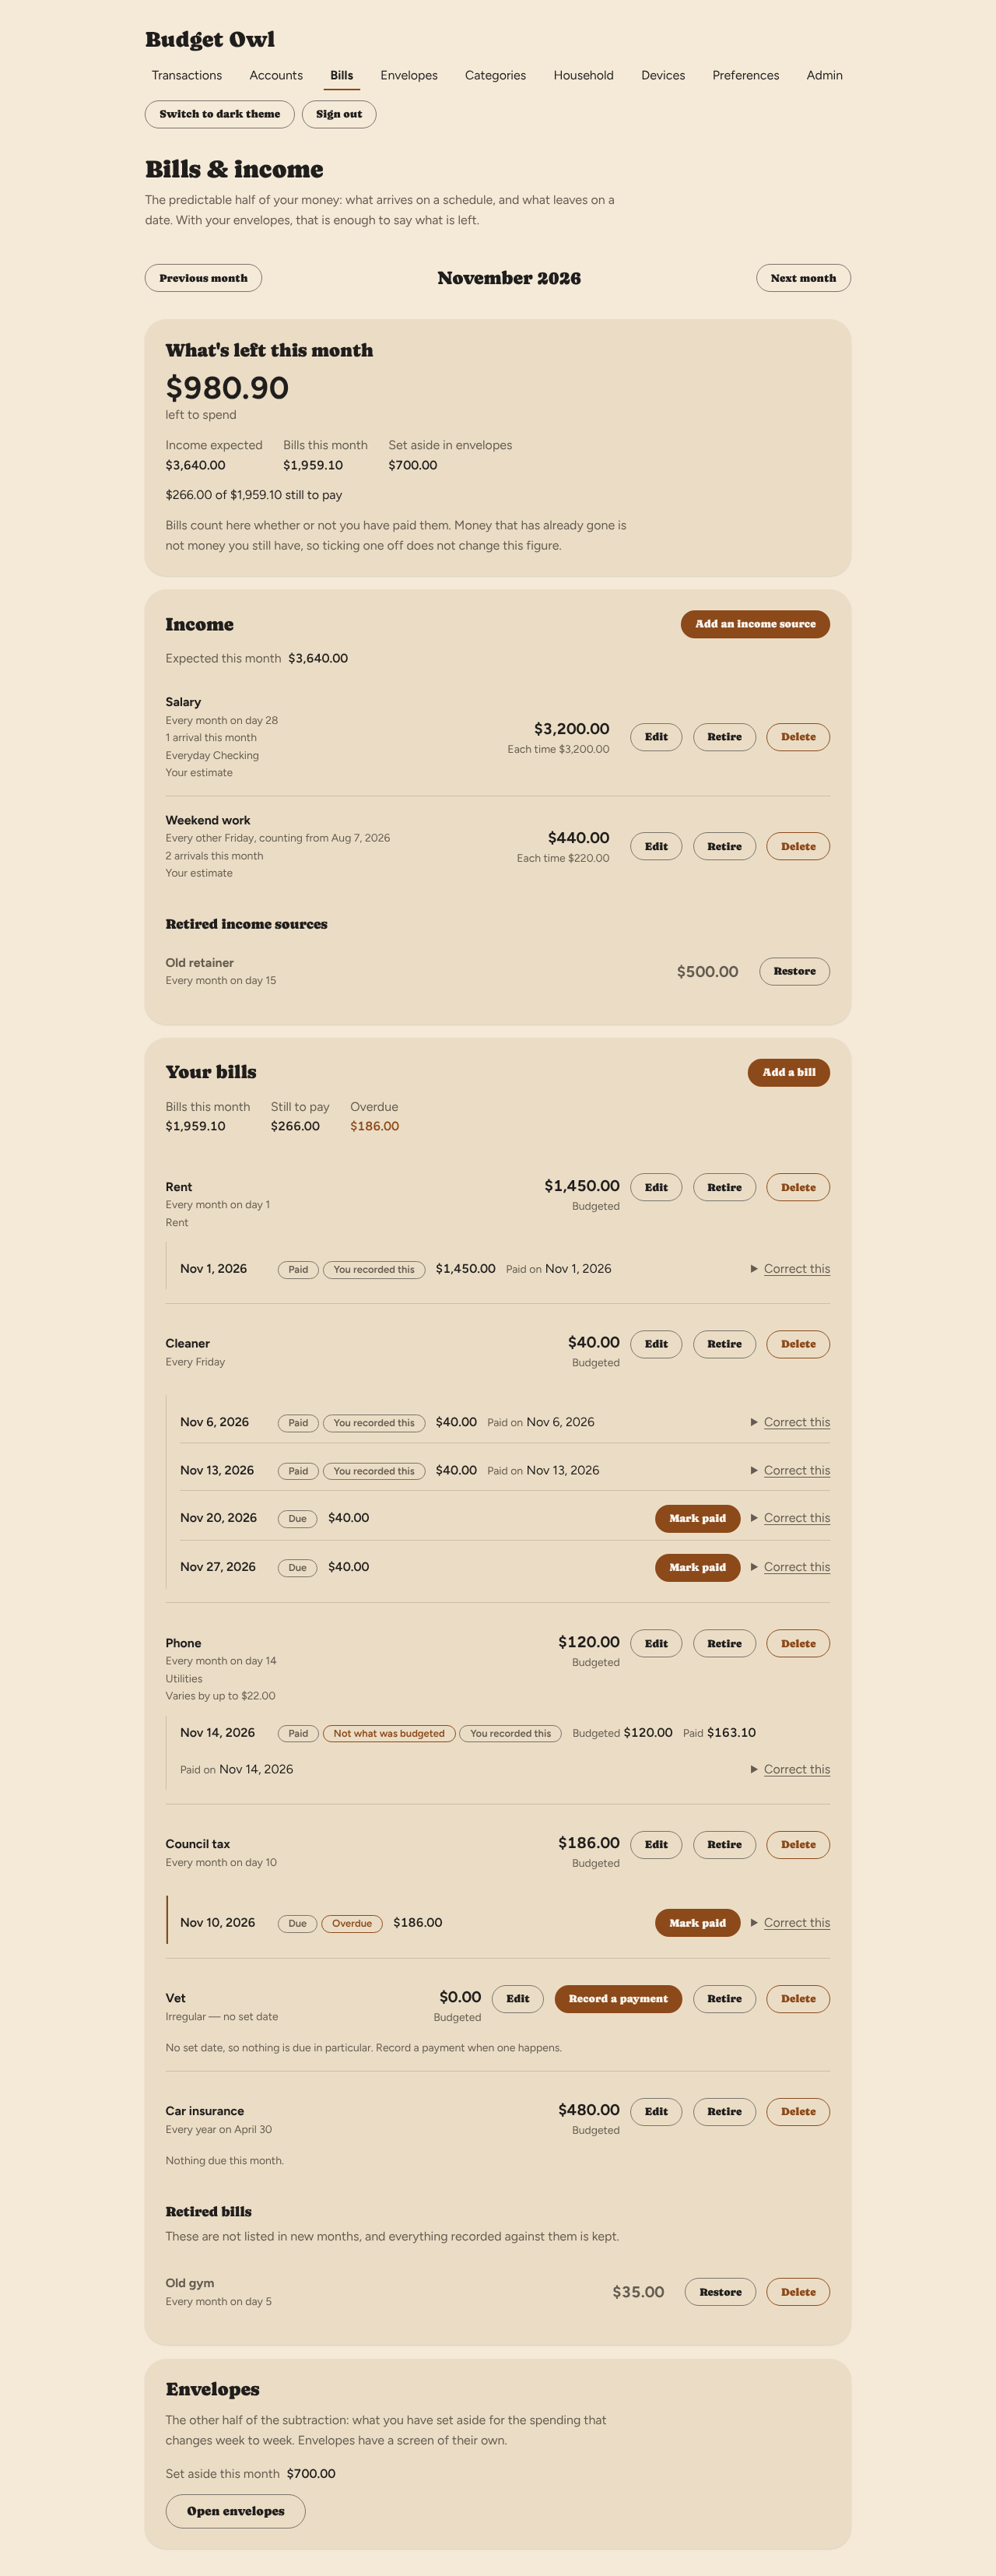 Budget Owl
Transactions Accounts Bills Envelopes Categories Household Devices Preferences Admin
Switch to dark theme Sign out
Bills & income
The predictable half of your money: what arrives on a schedule, and what leaves on a
date. With your envelopes, that is enough to say what is left.
Previous month November 2026 Next month
What's left this month
$980.90
left to spend
Income expected Bills this month Set aside in envelopes
$3,640.00 $1,959.10 $700.00
$266.00 of $1,959.10 still to pay
Bills count here whether or not you have paid them. Money that has already gone is
not money you still have, so ticking one off does not change this figure.
Income Add an income source
Expected this month $3,640.00
Salary
Every month on day 28
1 arrival this month
Everyday Checking
Your estimate
$3,200.00 Edit Retire Delete
Each time $3,200.00
Weekend work
Every other Friday, counting from Aug 7, 2026
2 arrivals this month
Your estimate
$440.00 Edit Retire Delete
Each time $220.00
Retired income sources
Old retainer
Every month on day 15
$500.00 Restore
Your bills Add a bill
Bills this month Still to pay Overdue
$1,959.10 $266.00 $186.00
Rent $1,450.00 Edit Retire Delete
Every month on day 1 Budgeted
Rent
Nov 1, 2026 Paid You recorded this $1,450.00 Paid on Nov 1, 2026 Correct this
Cleaner $40.00 Edit Retire Delete
Every Friday Budgeted
Nov 6, 2026 Paid You recorded this $40.00 Paid on Nov 6, 2026 Correct this
Nov 13, 2026 Paid You recorded this $40.00 Paid on Nov 13, 2026 Correct this
Nov 20, 2026 Due $40.00 Mark paid Correct this
Nov 27, 2026 Due $40.00 Mark paid Correct this
Phone $120.00 Edit Retire Delete
Every month on day 14 Budgeted
Utilities
Varies by up to $22.00
Nov 14, 2026 Paid Not what was budgeted You recorded this Budgeted $120.00 Paid $163.10
Paid on Nov 14, 2026 Correct this
Council tax $186.00 Edit Retire Delete
Every month on day 10 Budgeted
Nov 10, 2026 Due Overdue $186.00 Mark paid Correct this
Vet $0.00 Edit Record a payment Retire Delete
Irregular — no set date Budgeted
No set date, so nothing is due in particular. Record a payment when one happens.
Car insurance $480.00 Edit Retire Delete
Every year on April 30 Budgeted
Nothing due this month.
Retired bills
These are not listed in new months, and everything recorded against them is kept.
Old gym $35.00 Restore Delete
Every month on day 5
Envelopes
The other half of the subtraction: what you have set aside for the spending that
changes week to week. Envelopes have a screen of their own.
Set aside this month $700.00
Open envelopes